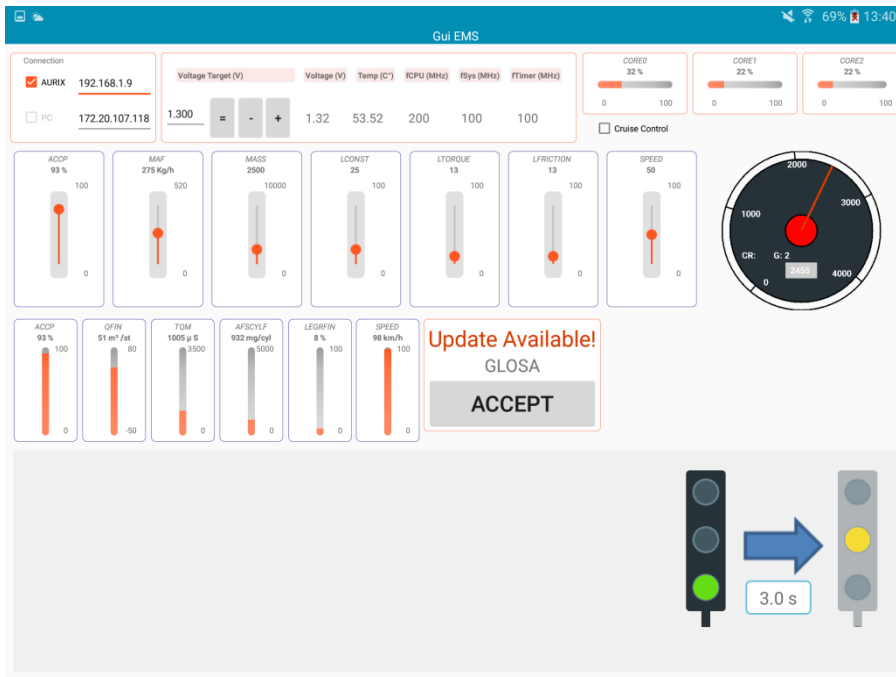 69% 13:40
Gui EMS
Connection
AURIX 192.168.1.9
PC 172.20.107.118
Voltage Target (V) Voltage (V) Temp (C°) fCPU (MHz) fSys (MHz) fTimer (MHz)
1.300 = - + 1.32 53.52 200 100 100
CORE0 CORE1 CORE2
32 % 22 % 22 %
0 100 0 100 0 100
Cruise Control
ACCP MAF MASS LCONST LTORQUE LFRICTION SPEED
93 % 275 Kg/h 2500 25 13 13 50
100 520 10000 100 100 100 100
0 0 0 0 0 0 0
2000
1000 3000
CR: G: 2
2455
0 4000
ACCP QFIN TQM AFSCYLF LEGRFIN SPEED
93 % 51 m³ /st 1005 µ S 932 mg/cyl 8 % 98 km/h
100 80 3500 5000 100 100
0 -50 0 0 0 0
Update Available!
GLOSA
ACCEPT
3.0 s